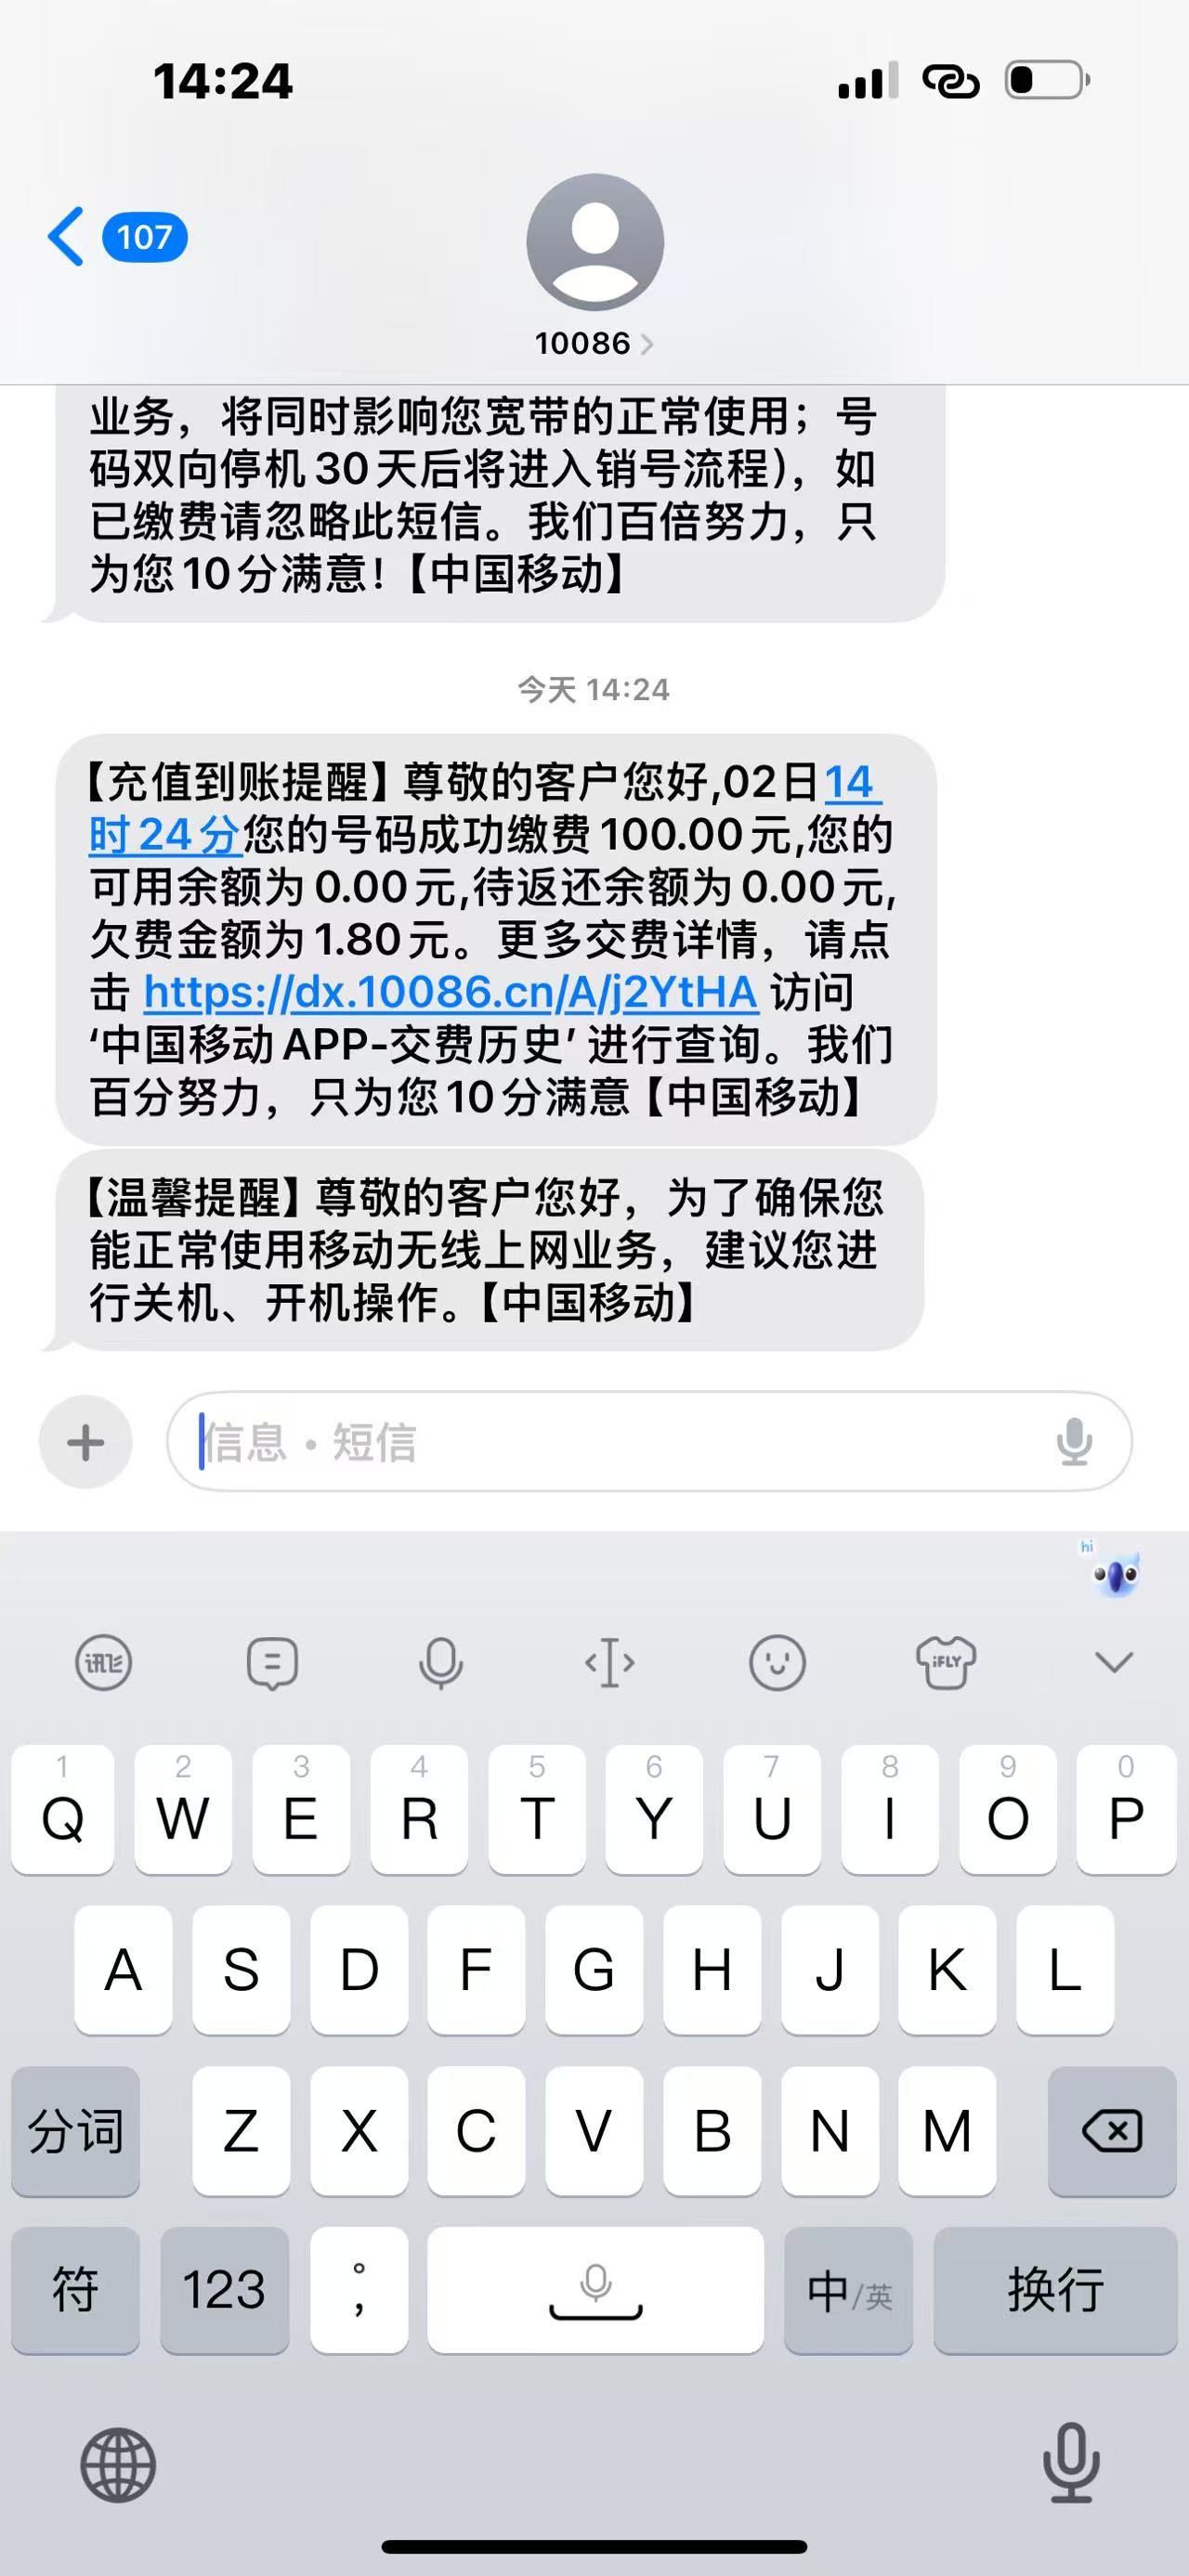 14:24
107
10086
业务，将同时影响您宽带的正常使用；号
码双向停机30天后将进入销号流程)，如
已缴费请忽略此短信。我们百倍努力，只
为您10分满意！【中国移动】
今天 14:24
【充值到账提醒】尊敬的客户您好,02日14
时24分您的号码成功缴费100.00元,您的
可用余额为0.00元,待返还余额为0.00元,
欠费金额为1.80元。更多交费详情，请点
击 https://dx.10086.cn/A/j2YtHA 访问
‘中国移动APP-交费历史’进行查询。我们
百分努力，只为您10分满意【中国移动】
【温馨提醒】尊敬的客户您好，为了确保您
能正常使用移动无线上网业务，建议您进
行关机、开机操作。【中国移动】
信息・短信
hi
讯飞
iFLY
1 2 3 4 5 6 7 8 9 0
Q W E R T Y U I O P
A S D F G H J K L
分词 Z X C V B N M
符 123 。， 中/英 换行